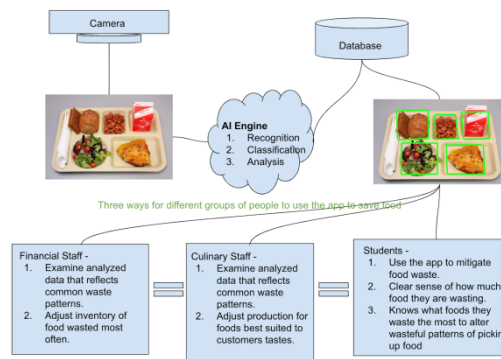 Camera
Database
AI Engine
1. Recognition
2. Classification
3. Analysis
Three ways for different groups of people to use the app to save food
Financial Staff -
1. Examine analyzed
data that reflects
common waste
patterns.
2. Adjust inventory of
food wasted most
often.
Culinary Staff -
1. Examine analyzed
data that reflects
common waste
patterns.
2. Adjust production for
foods best suited to
customers tastes.
Students -
1. Use the app to mitigate
food waste.
2. Clear sense of how much
food they are wasting.
3. Knows what foods they
waste the most to alter
wasteful patterns of pickin
up food